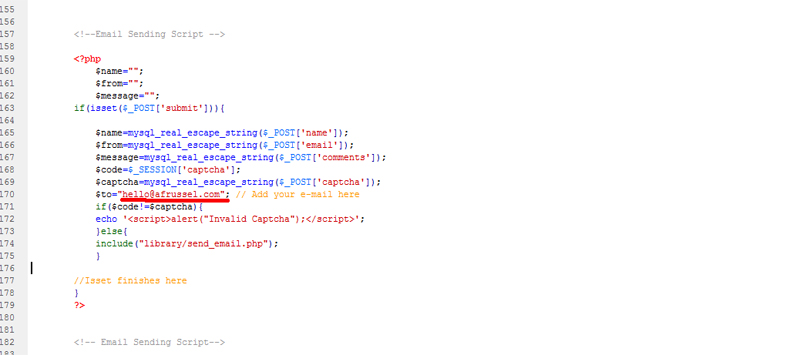 155
156
157 <!--Email Sending Script -->
158
159 <?php
160 $name="";
161 $from="";
162 $message="";
163 if(isset($_POST['submit'])){
164
165 $name=mysql_real_escape_string($_POST['name']);
166 $from=mysql_real_escape_string($_POST['email']);
167 $message=mysql_real_escape_string($_POST['comments']);
168 $code=$_SESSION['captcha'];
169 $captcha=mysql_real_escape_string($_POST['captcha']);
170 $to="hello@afrussel.com"; // Add your e-mail here
171 if($code!=$captcha){
172 echo '<script>alert("Invalid Captcha");</script>';
173 }else{
174 include("library/send_email.php");
175 }
176
177 //Isset finishes here
178 }
179 ?>
180
181
182 <!-- Email Sending Script-->
183